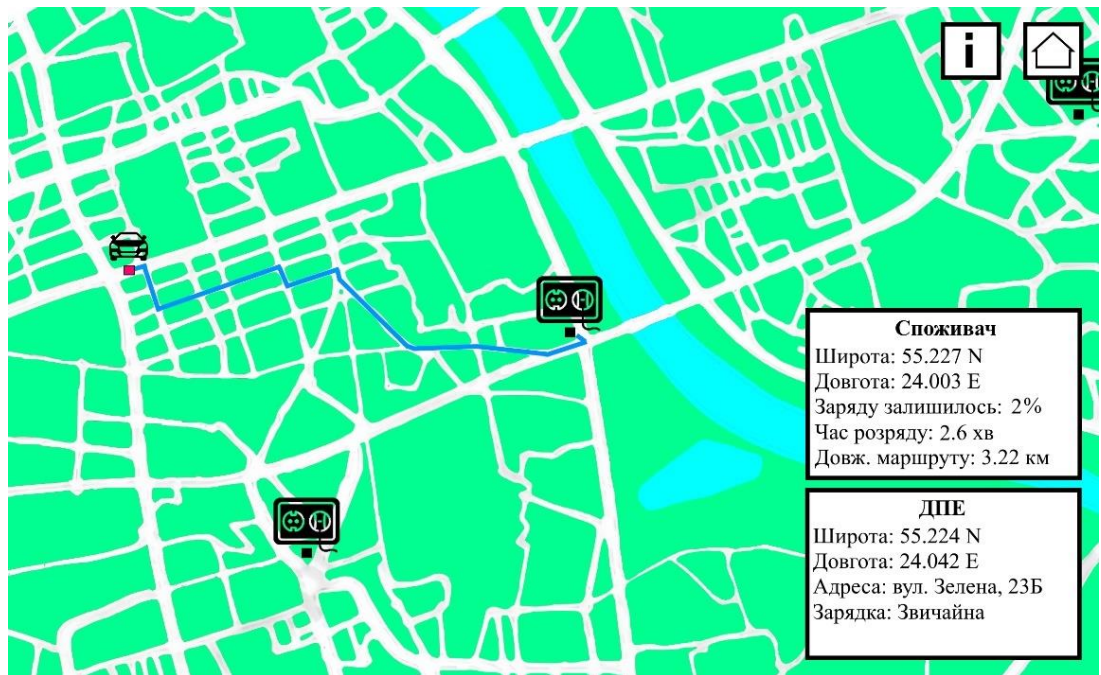 i
Споживач
Широта: 55.227 N
Довгота: 24.003 E
Заряду залишилось: 2%
Час розряду: 2.6 хв
Довж. маршруту: 3.22 км
ДПЕ
Широта: 55.224 N
Довгота: 24.042 E
Адреса: вул. Зелена, 23Б
Зарядка: Звичайна